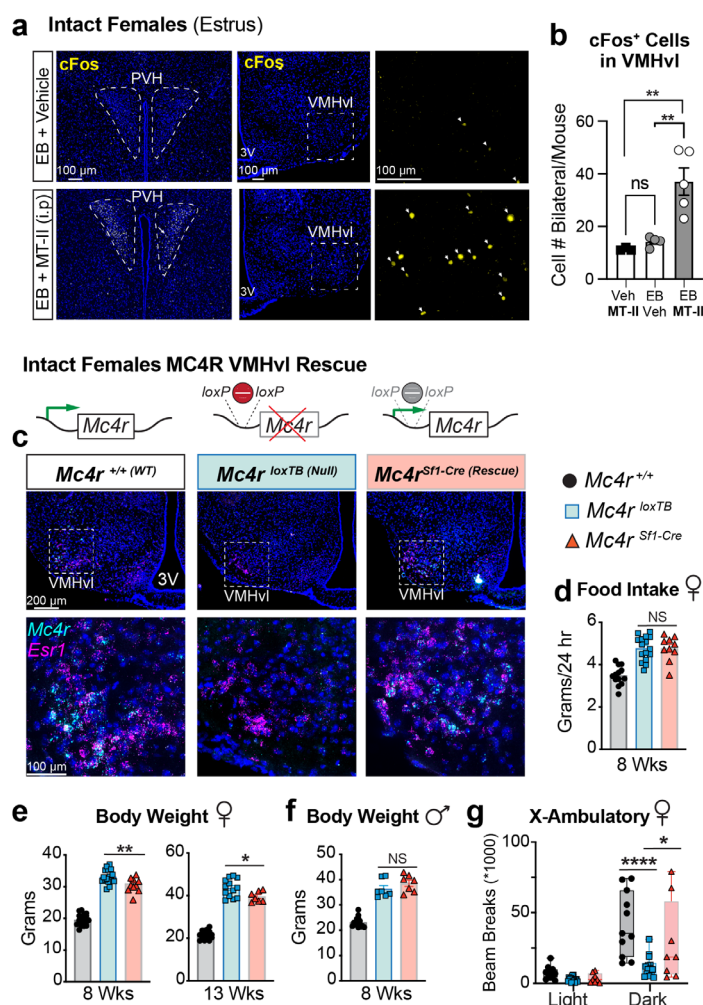 a Intact Females (Estrus)
EB + Vehicle
cFos
PVH
100 µm
cFos
VMHvl
3V
100 µm
100 µm
EB + MT-II (i.p)
PVH
VMHvl
3V
b cFos⁺ Cells
in VMHvl
Cell # Bilateral/Mouse
60
40
20
0
**
**
ns
Veh EB EB
MT-II Veh MT-II
Intact Females MC4R VMHvl Rescue
Mc4r
loxP loxP
Mc4r
loxP loxP
Mc4r
c
Mc4r +/+ (WT)
Mc4r loxTB (Null)
Mc4r Sf1-Cre (Rescue)
VMHvl
3V
200 µm
VMHvl
VMHvl
Mc4r
Esr1
100 µm
Mc4r +/+
Mc4r loxTB
Mc4r Sf1-Cre
d Food Intake ♀
NS
Grams/24 hr
6
4
2
0
8 Wks
e Body Weight ♀
**
Grams
40
30
20
10
0
8 Wks
*
60
40
20
0
13 Wks
f Body Weight ♂
NS
Grams
50
40
30
20
10
0
8 Wks
g X-Ambulatory ♀
*
****
Beam Breaks (*1000)
100
75
50
25
0
Light Dark